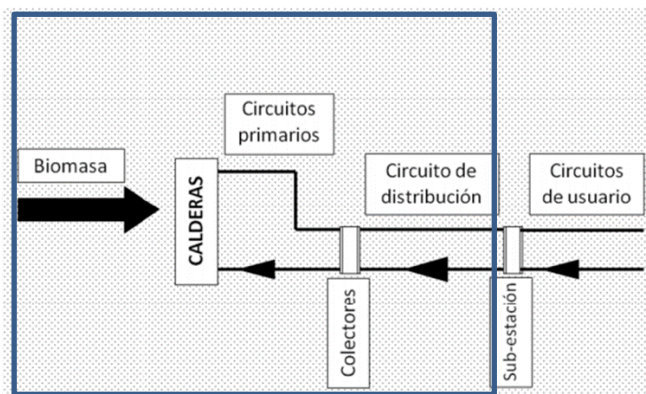 Circuitos
primarios
Biomasa
CALDERAS
Circuito de
distribución
Circuitos
de usuario
Colectores
Sub-estación